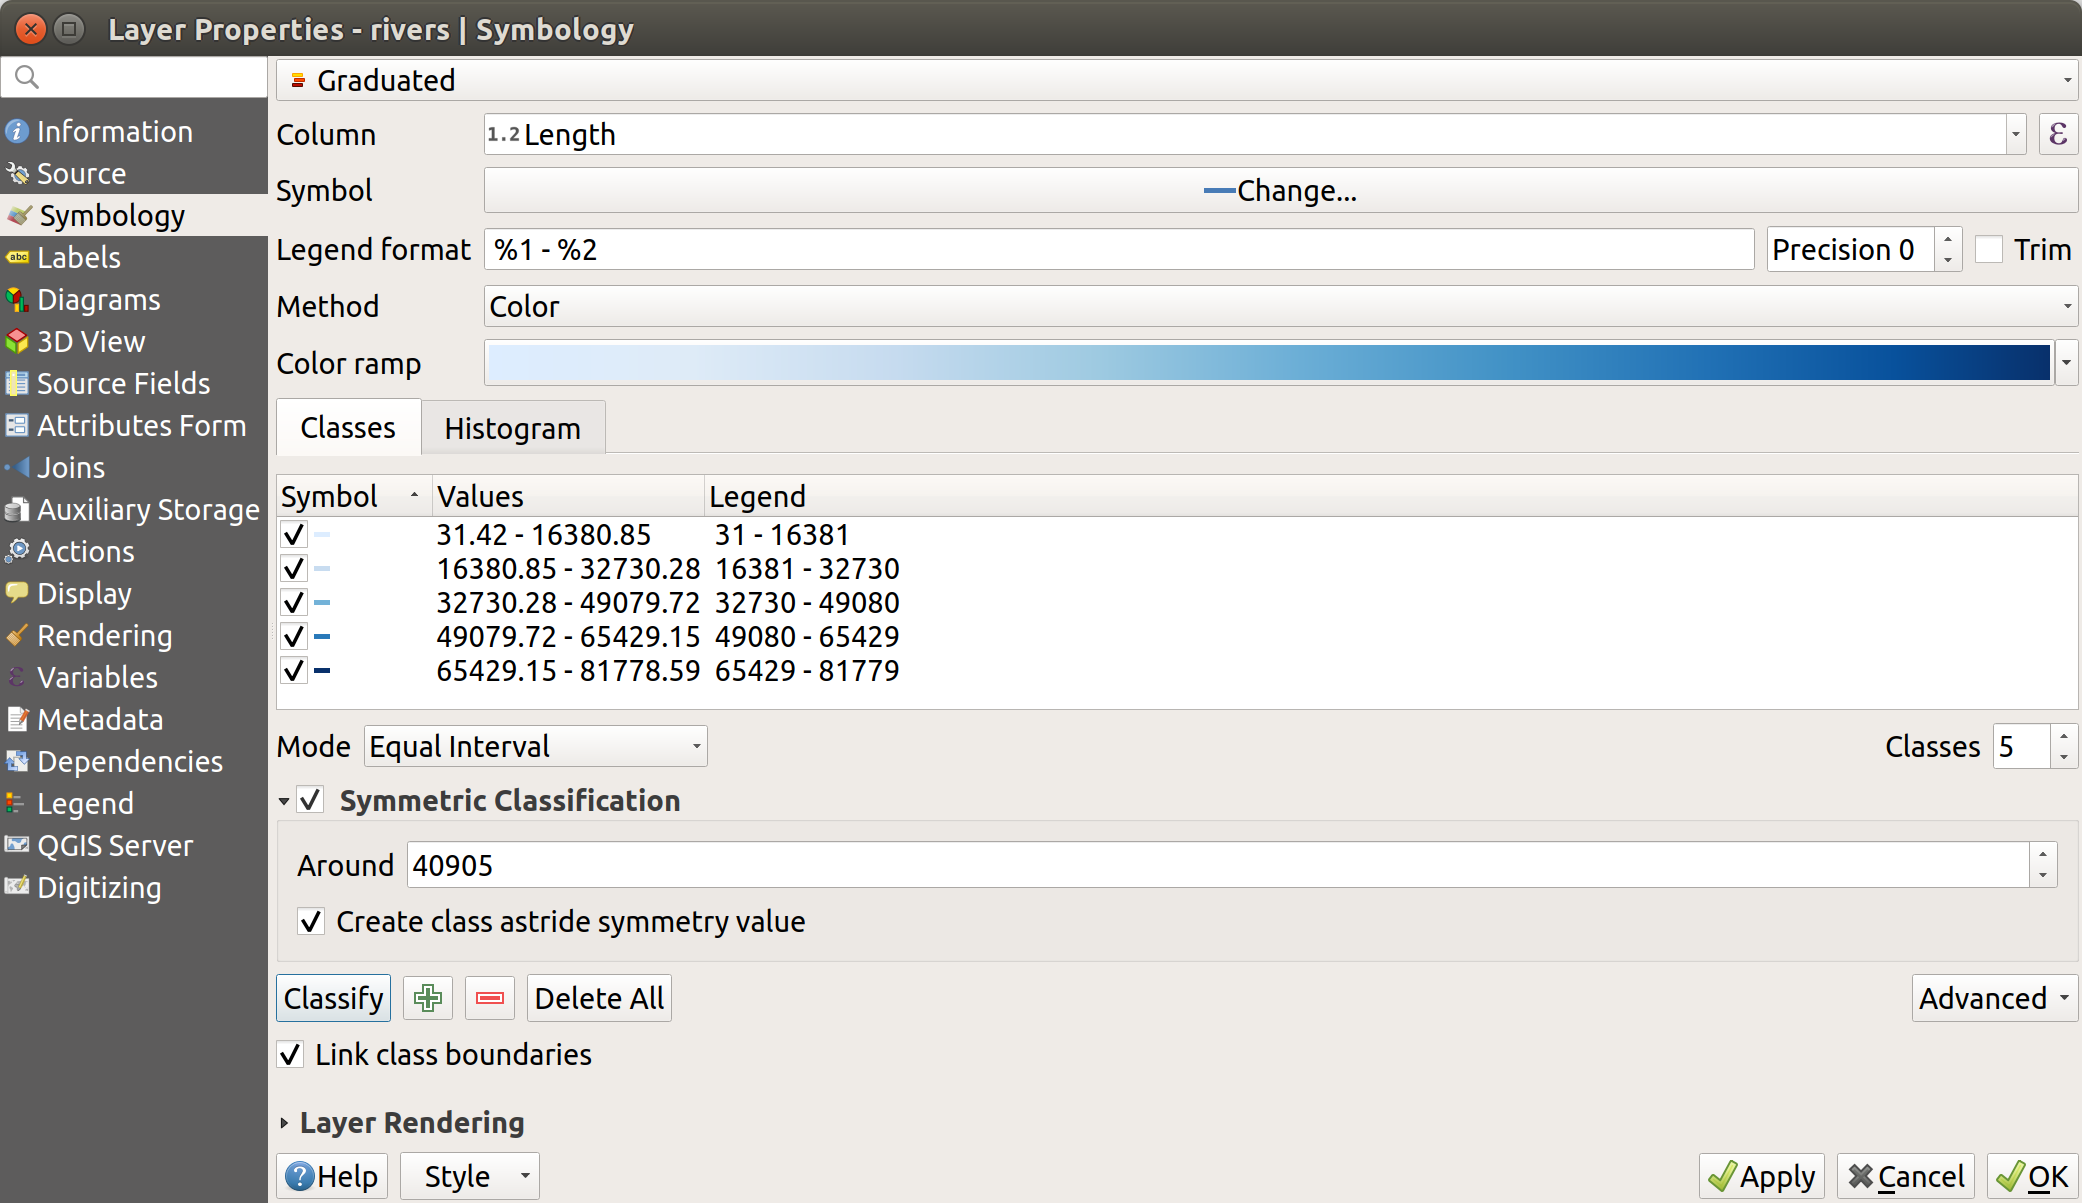 Layer Properties - rivers | Symbology
Information
Source
Symbology
Labels
Diagrams
3D View
Source Fields
Attributes Form
Joins
Auxiliary Storage
Actions
Display
Rendering
Variables
Metadata
Dependencies
Legend
QGIS Server
Digitizing
Graduated
Column 1.2 Length ε
Symbol Change...
Legend format %1 - %2 Precision 0 Trim
Method Color
Color ramp
Classes Histogram
Symbol Values Legend
31.42 - 16380.85 31 - 16381
16380.85 - 32730.28 16381 - 32730
32730.28 - 49079.72 32730 - 49080
49079.72 - 65429.15 49080 - 65429
65429.15 - 81778.59 65429 - 81779
Mode Equal Interval Classes 5
Symmetric Classification
Around 40905
Create class astride symmetry value
Classify Delete All Advanced
Link class boundaries
Layer Rendering
Help Style Apply Cancel OK